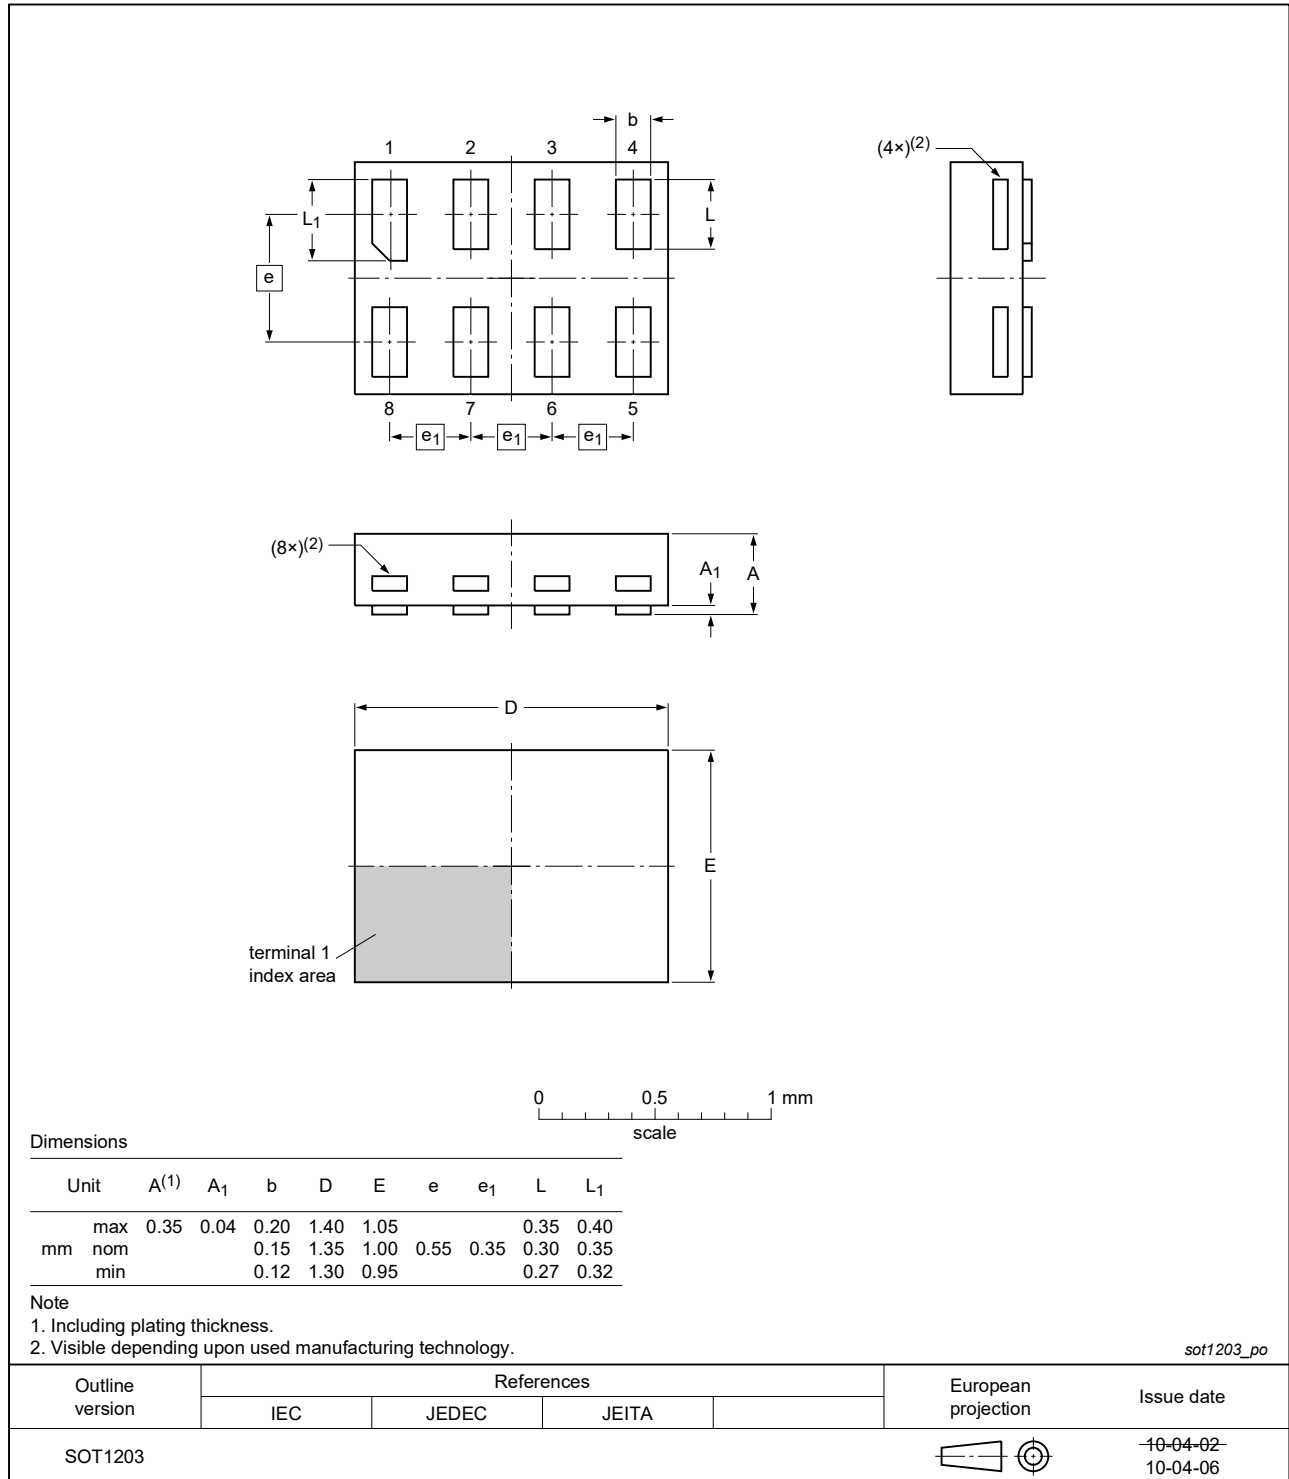 b
1 2 3 4
(4×)(2)
L1
L
e
8 7 6 5
e1 e1 e1
(8×)(2)
A1 A
D
E
terminal 1
index area
0 0.5 1 mm
scale
Dimensions
Unit A(1) A1 b D E e e1 L L1
max 0.35 0.04 0.20 1.40 1.05 0.35 0.40
mm nom 0.15 1.35 1.00 0.55 0.35 0.30 0.35
min 0.12 1.30 0.95 0.27 0.32
Note
1. Including plating thickness.
2. Visible depending upon used manufacturing technology.
sot1203_po
Outline
version
References
IEC JEDEC JEITA
European
projection
Issue date
SOT1203
10-04-02
10-04-06